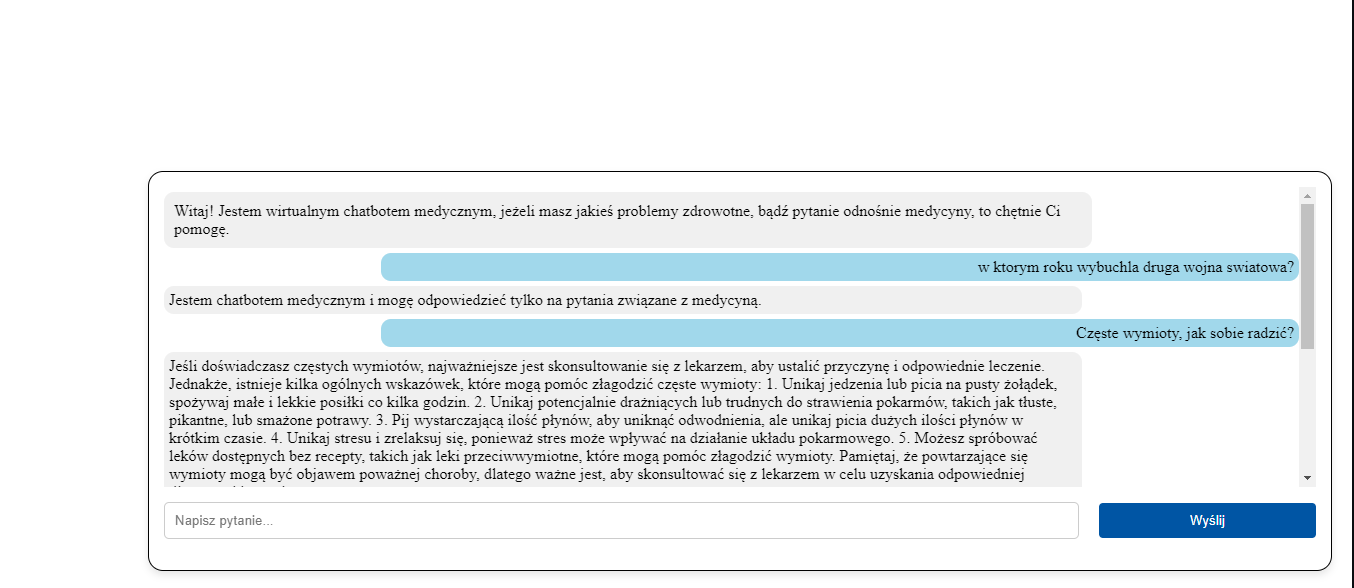 Witaj! Jestem wirtualnym chatbotem medycznym, jeżeli masz jakieś problemy zdrowotne, bądź pytanie odnośnie medycyny, to chętnie Ci
pomogę.
w ktorym roku wybuchla druga wojna swiatowa?
Jestem chatbotem medycznym i mogę odpowiedzieć tylko na pytania związane z medycyną.
Częste wymioty, jak sobie radzić?
Jeśli doświadczasz częstych wymiotów, najważniejsze jest skonsultowanie się z lekarzem, aby ustalić przyczynę i odpowiednie leczenie.
Jednakże, istnieje kilka ogólnych wskazówek, które mogą pomóc złagodzić częste wymioty: 1. Unikaj jedzenia lub picia na pusty żołądek,
spożywaj małe i lekkie posiłki co kilka godzin. 2. Unikaj potencjalnie drażniących lub trudnych do strawienia pokarmów, takich jak tłuste,
pikantne, lub smażone potrawy. 3. Pij wystarczającą ilość płynów, aby uniknąć odwodnienia, ale unikaj picia dużych ilości płynów w
krótkim czasie. 4. Unikaj stresu i zrelaksuj się, ponieważ stres może wpływać na działanie układu pokarmowego. 5. Możesz spróbować
leków dostępnych bez recepty, takich jak leki przeciwwymiotne, które mogą pomóc złagodzić wymioty. Pamiętaj, że powtarzające się
wymioty mogą być objawem poważnej choroby, dlatego ważne jest, aby skonsultować się z lekarzem w celu uzyskania odpowiedniej
Napisz pytanie...
Wyślij